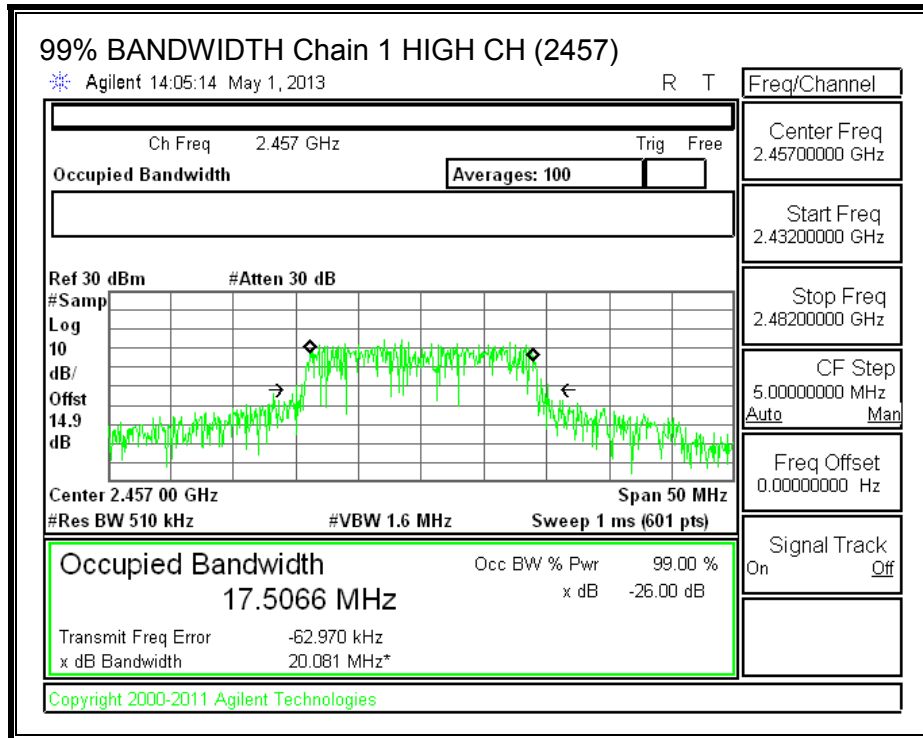 99% BANDWIDTH Chain 1 HIGH CH (2457)
Agilent 14:05:14 May 1, 2013 R T
Ch Freq 2.457 GHz Trig Free
Occupied Bandwidth Averages: 100
Ref 30 dBm #Atten 30 dB
#Samp
Log
10
dB/
Offst
14.9
dB
Center 2.457 00 GHz Span 50 MHz
#Res BW 510 kHz #VBW 1.6 MHz Sweep 1 ms (601 pts)
Occupied Bandwidth Occ BW % Pwr 99.00 %
17.5066 MHz x dB -26.00 dB
Transmit Freq Error -62.970 kHz
x dB Bandwidth 20.081 MHz*
Copyright 2000-2011 Agilent Technologies
Freq/Channel
Center Freq
2.45700000 GHz
Start Freq
2.43200000 GHz
Stop Freq
2.48200000 GHz
CF Step
5.00000000 MHz
Auto Man
Freq Offset
0.00000000 Hz
Signal Track
On Off